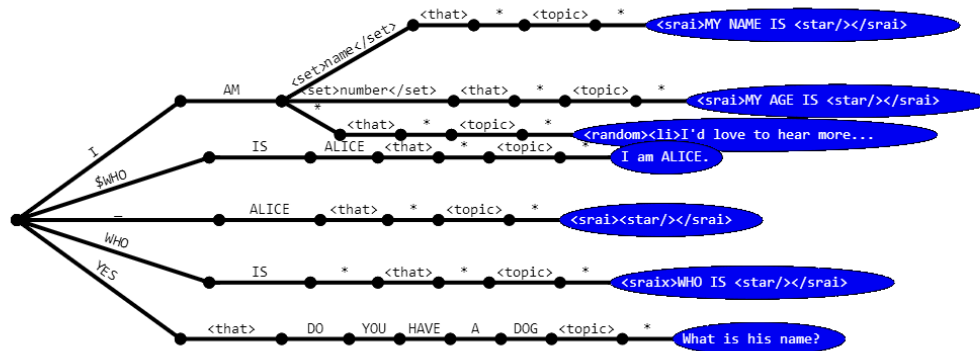 <that> * <topic> * <srai>MY NAME IS <star/></srai>
<set>name</set>
AM <set>number</set> <that> * <topic> * <srai>MY AGE IS <star/></srai>
* <that> * <topic> * <random><li>I'd love to hear more...
I
$WHO IS ALICE <that> * <topic> * I am ALICE.
_ ALICE <that> * <topic> * <srai><star/></srai>
WHO IS * <that> * <topic> * <sraix>WHO IS <star/></srai>
YES <that> DO YOU HAVE A DOG <topic> * What is his name?